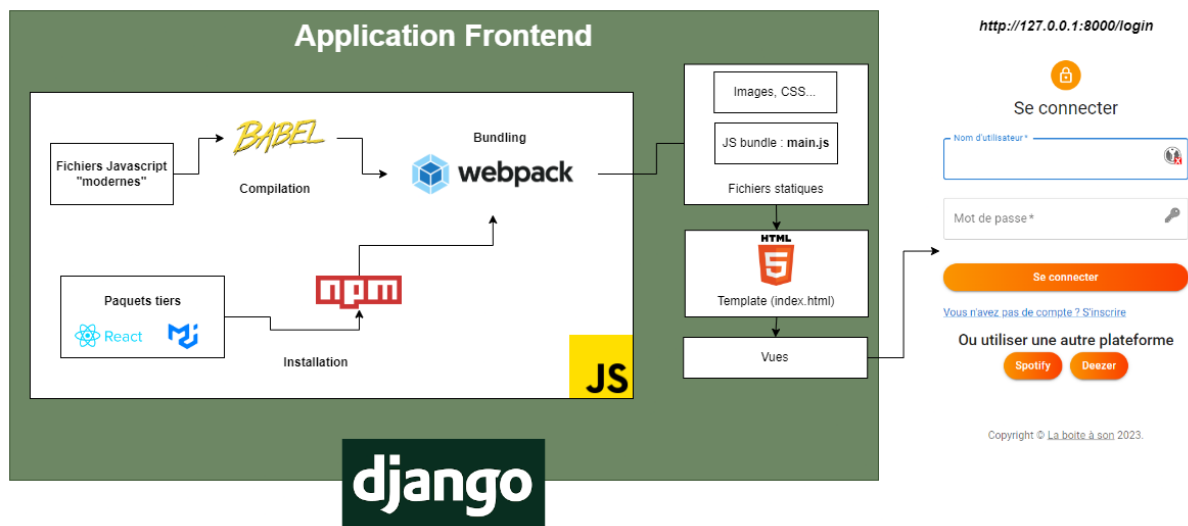 Application Frontend
Fichiers Javascript
"modernes"
BABEL
Compilation
Bundling
webpack
Paquets tiers
React
npm
Installation
JS
Images, CSS...
JS bundle : main.js
Fichiers statiques
HTML
5
Template (index.html)
Vues
django
http://127.0.0.1:8000/login
Se connecter
Nom d'utilisateur *
Mot de passe *
Se connecter
Vous n'avez pas de compte ? S'inscrire
Ou utiliser une autre plateforme
Spotify
Deezer
Copyright © La boite à son 2023.